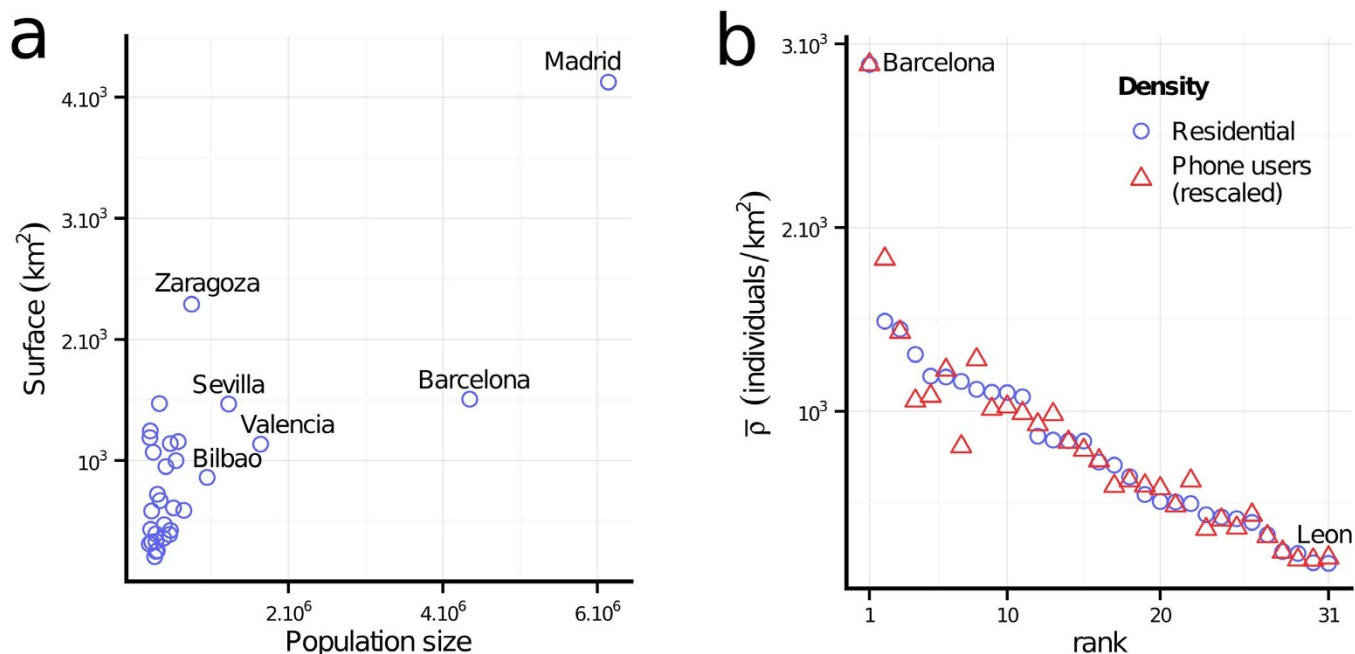 a
Madrid
4.10³
3.10³
Zaragoza
2.10³
Sevilla
Barcelona
Valencia
Bilbao
10³
Surface (km²)
2.10⁶
4.10⁶
6.10⁶
Population size
b
3.10³
Barcelona
Density
Residential
Phone users
(rescaled)
2.10³
10³
ρ̅ (individuals/km²)
Leon
1
10
20
31
rank